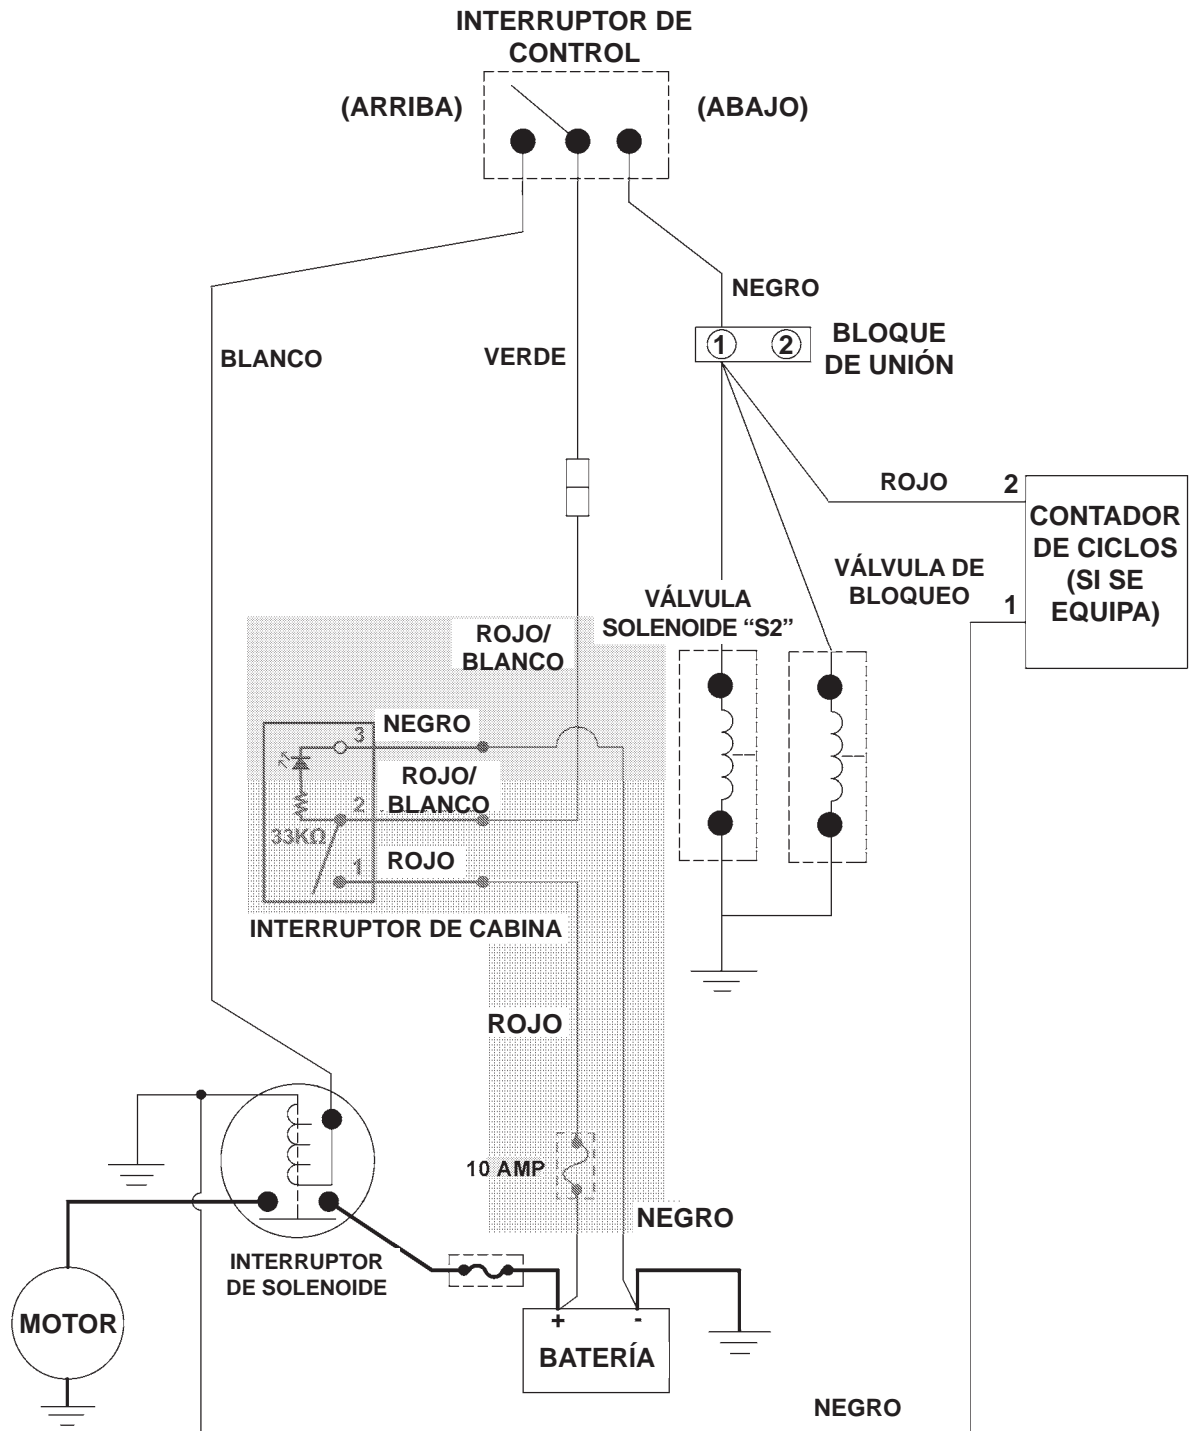 INTERRUPTOR DE
CONTROL
(ARRIBA)
(ABAJO)
NEGRO
1
2
BLOQUE
DE UNIÓN
BLANCO
VERDE
ROJO
2
CONTADOR
DE CICLOS
(SI SE
EQUIPA)
VÁLVULA DE
BLOQUEO
1
VÁLVULA
SOLENOIDE “S2”
ROJO/
BLANCO
NEGRO
3
ROJO/
BLANCO
2
33KΩ
ROJO
1
INTERRUPTOR DE CABINA
ROJO
10 AMP
NEGRO
INTERRUPTOR
DE SOLENOIDE
MOTOR
+
-
BATERÍA
NEGRO